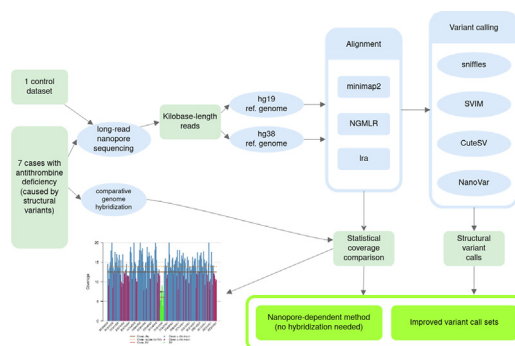 1 control
dataset
7 cases with
antithrombine
deficiency
(caused by
structural
variants)
long-read
nanopore
sequencing
comparative
genome
hybridization
Kilobase-length
reads
hg19
ref. genome
hg38
ref. genome
Alignment
minimap2
NGMLR
lra
Variant calling
sniffles
SVIM
CuteSV
NanoVar
Statistical
coverage
comparison
Structural
variant
calls
Coverage
Nanopore-dependent method
(no hybridization needed)
Improved variant call sets